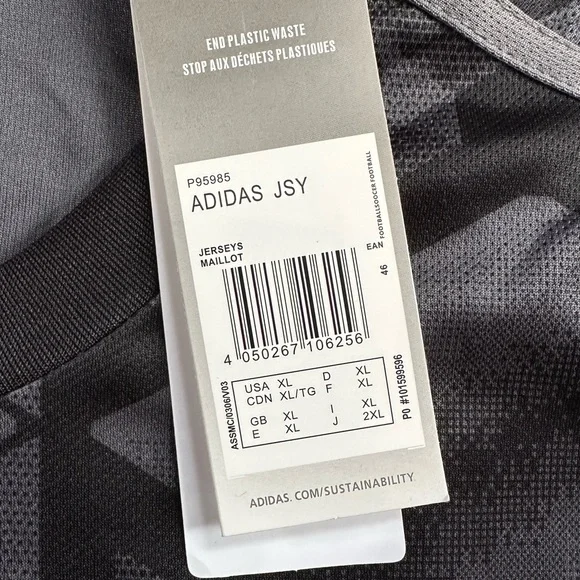 END PLASTIC WASTE
STOP AUX DÉCHETS PLASTIQUES
P95985
ADIDAS JSY
FOOTBALLSOCCER FOOTBALL
JERSEYS
MAILLOT
EAN
46
4 050267 106256
USA XL D XL
CDN XL/TG F XL
GB XL I XL
E XL J 2XL
ASSMC/0306/V03
PO #101599596
ADIDAS.COM/SUSTAINABILITY